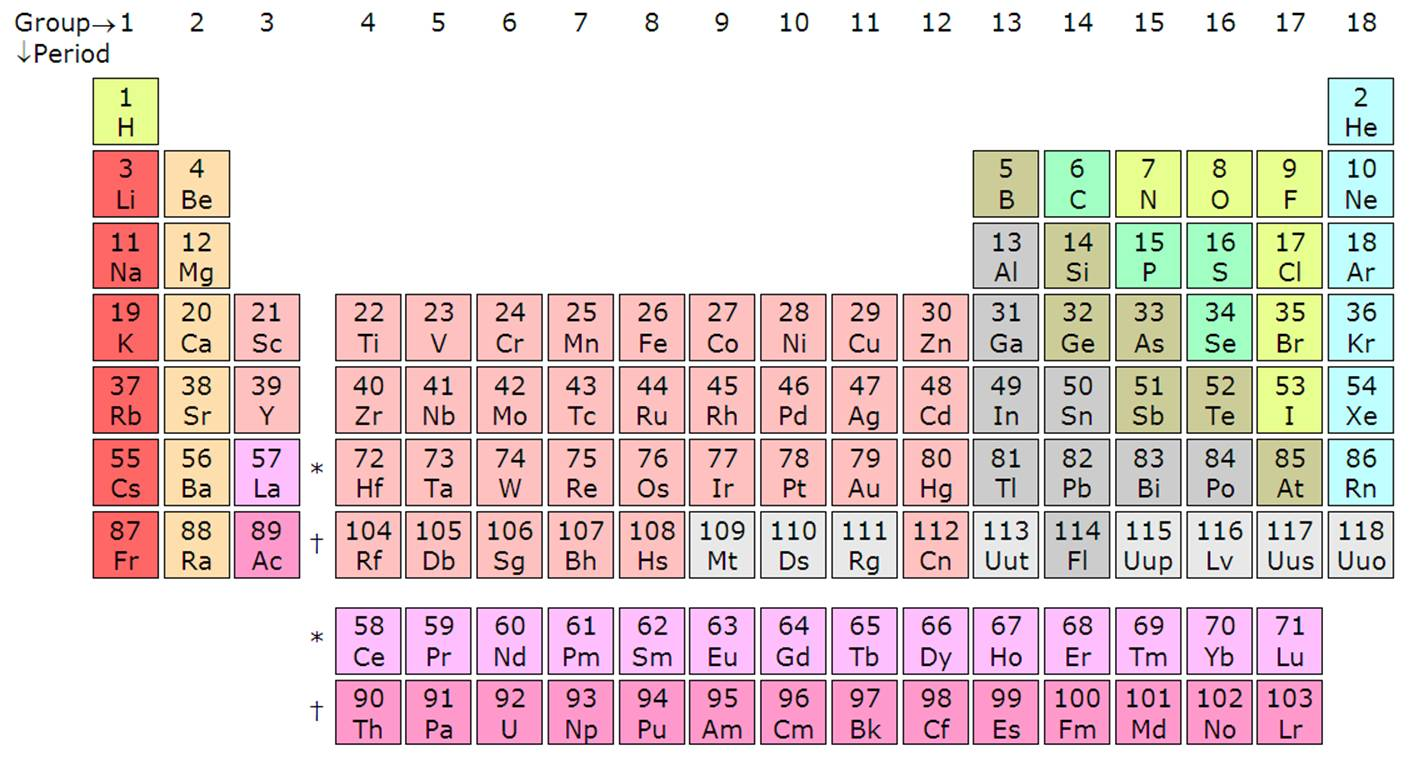 Group→1 2 3 4 5 6 7 8 9 10 11 12 13 14 15 16 17 18
↓Period
1 2
H He
3 4 5 6 7 8 9 10
Li Be B C N O F Ne
11 12 13 14 15 16 17 18
Na Mg Al Si P S Cl Ar
19 20 21 22 23 24 25 26 27 28 29 30 31 32 33 34 35 36
K Ca Sc Ti V Cr Mn Fe Co Ni Cu Zn Ga Ge As Se Br Kr
37 38 39 40 41 42 43 44 45 46 47 48 49 50 51 52 53 54
Rb Sr Y Zr Nb Mo Tc Ru Rh Pd Ag Cd In Sn Sb Te I Xe
55 56 57 * 72 73 74 75 76 77 78 79 80 81 82 83 84 85 86
Cs Ba La Hf Ta W Re Os Ir Pt Au Hg Tl Pb Bi Po At Rn
87 88 89 † 104 105 106 107 108 109 110 111 112 113 114 115 116 117 118
Fr Ra Ac Rf Db Sg Bh Hs Mt Ds Rg Cn Uut Fl Uup Lv Uus Uuo
* 58 59 60 61 62 63 64 65 66 67 68 69 70 71
Ce Pr Nd Pm Sm Eu Gd Tb Dy Ho Er Tm Yb Lu
† 90 91 92 93 94 95 96 97 98 99 100 101 102 103
Th Pa U Np Pu Am Cm Bk Cf Es Fm Md No Lr